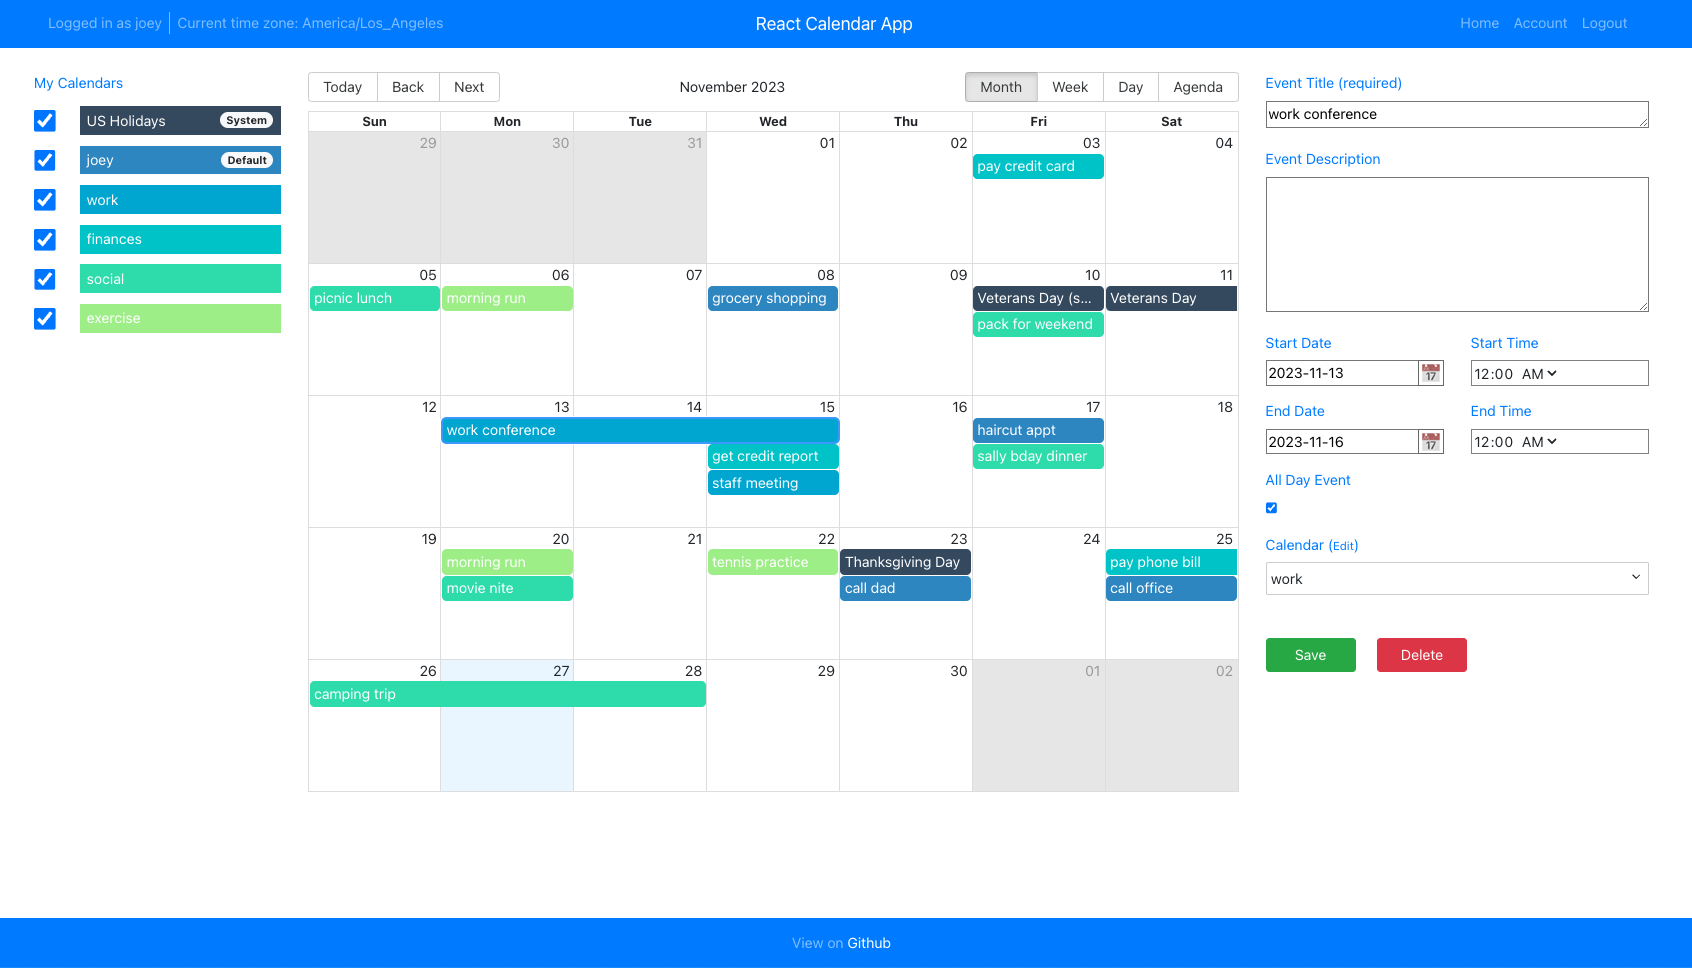 Logged in as joey
Current time zone: America/Los_Angeles
React Calendar App
Home Account Logout
My Calendars
US Holidays System
joey Default
work
finances
social
exercise
Today Back Next
November 2023
Month Week Day Agenda
Sun Mon Tue Wed Thu Fri Sat
29 30 31 01 02 03 04
pay credit card
05 06 07 08 09 10 11
picnic lunch morning run grocery shopping Veterans Day (s... Veterans Day
pack for weekend
12 13 14 15 16 17 18
work conference haircut appt
get credit report sally bday dinner
staff meeting
19 20 21 22 23 24 25
morning run tennis practice Thanksgiving Day pay phone bill
movie nite call dad call office
26 27 28 29 30 01 02
camping trip
Event Title (required)
work conference
Event Description
Start Date Start Time
2023-11-13 17 12:00 AM
End Date End Time
2023-11-16 17 12:00 AM
All Day Event
Calendar (Edit)
work
Save Delete
View on Github